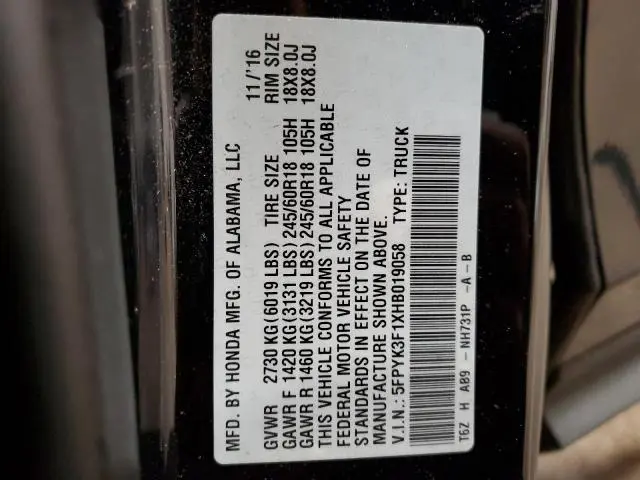 MFD. BY HONDA MFG. OF ALABAMA, LLC 11/'16
GVWR 2730 KG(6019 LBS) TIRE SIZE RIM SIZE
GAWR F 1420 KG(3131 LBS) 245/60R18 105H 18X8.0J
GAWR R 1460 KG(3219 LBS) 245/60R18 105H 18X8.0J
THIS VEHICLE CONFORMS TO ALL APPLICABLE
FEDERAL MOTOR VEHICLE SAFETY
STANDARDS IN EFFECT ON THE DATE OF
MANUFACTURE SHOWN ABOVE.
V.I.N.: 5FPYK3F1XHB019058 TYPE: TRUCK
T6Z H A09 -NH731P -A-B